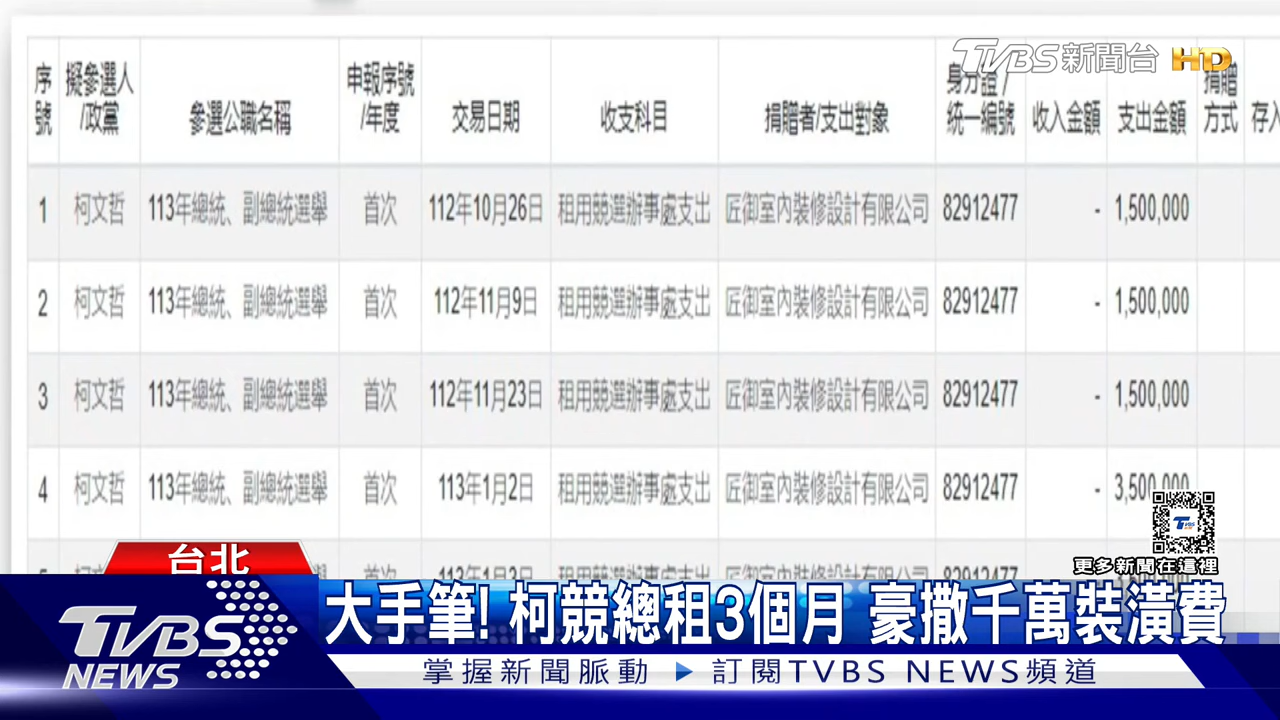 TVBS新聞台 HD
序號 擬參選人/政黨 參選公職名稱 申報序號/年度 交易日期 收支科目 捐贈者/支出對象 身分證/統一編號 收入金額 支出金額 捐贈方式 存入
1 柯文哲 113年總統、副總統選舉 首次 112年10月26日 租用競選辦事處支出 匠御室內裝修設計有限公司 82912477 - 1,500,000
2 柯文哲 113年總統、副總統選舉 首次 112年11月9日 租用競選辦事處支出 匠御室內裝修設計有限公司 82912477 - 1,500,000
3 柯文哲 113年總統、副總統選舉 首次 112年11月23日 租用競選辦事處支出 匠御室內裝修設計有限公司 82912477 - 1,500,000
4 柯文哲 113年總統、副總統選舉 首次 113年1月2日 租用競選辦事處支出 匠御室內裝修設計有限公司 82912477 - 3,500,000
更多新聞在這裡
台北
大手筆! 柯競總租3個月 豪撒千萬裝潢費
TVBS NEWS
掌握新聞脈動 ▶ 訂閱TVBS NEWS頻道